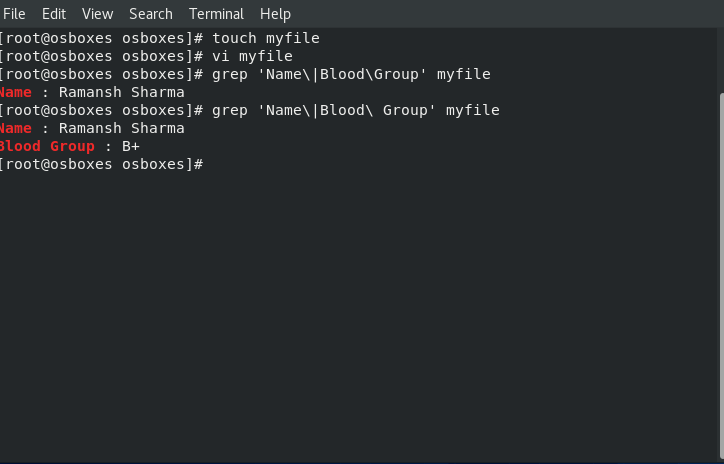 File Edit View Search Terminal Help
[root@osboxes osboxes]# touch myfile
[root@osboxes osboxes]# vi myfile
[root@osboxes osboxes]# grep 'Name\|Blood\Group' myfile
Name : Ramansh Sharma
[root@osboxes osboxes]# grep 'Name\|Blood\ Group' myfile
Name : Ramansh Sharma
Blood Group : B+
[root@osboxes osboxes]#